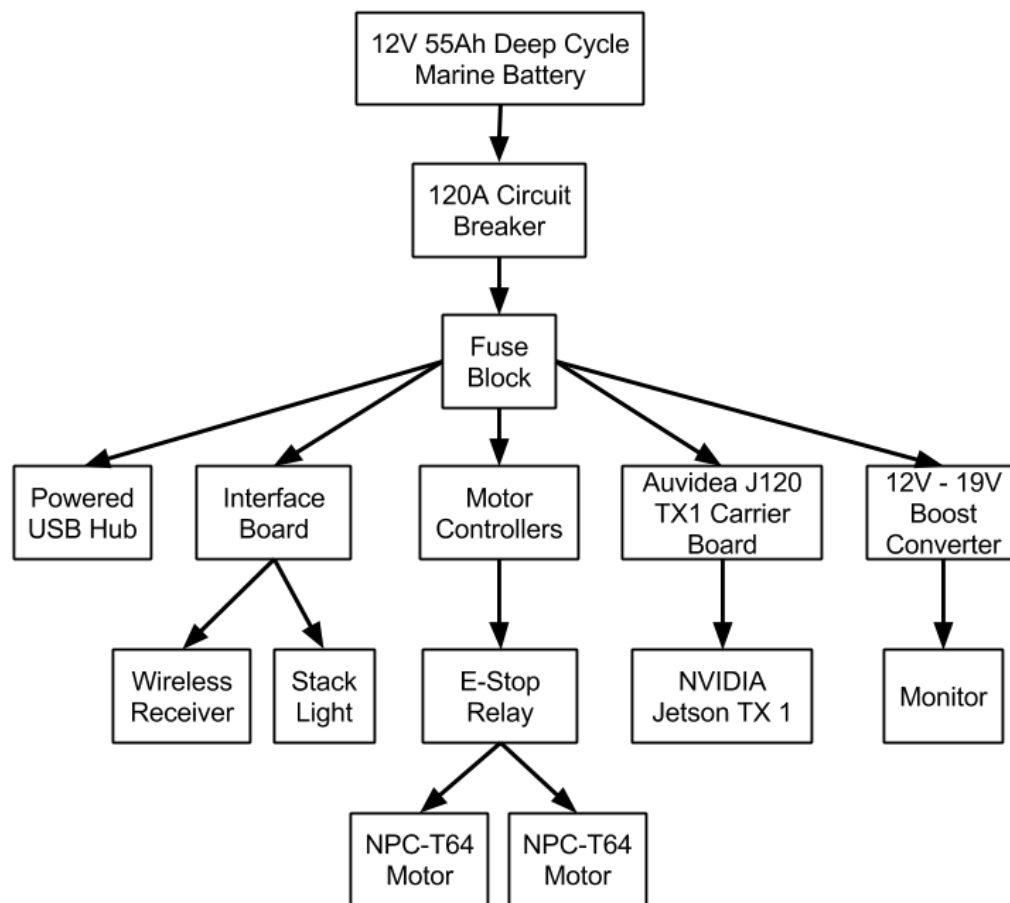 12V 55Ah Deep Cycle
Marine Battery
120A Circuit
Breaker
Fuse
Block
Powered
USB Hub
Interface
Board
Motor
Controllers
Auvidea J120
TX1 Carrier
Board
12V - 19V
Boost
Converter
Wireless
Receiver
Stack
Light
E-Stop
Relay
NVIDIA
Jetson TX 1
Monitor
NPC-T64
Motor
NPC-T64
Motor